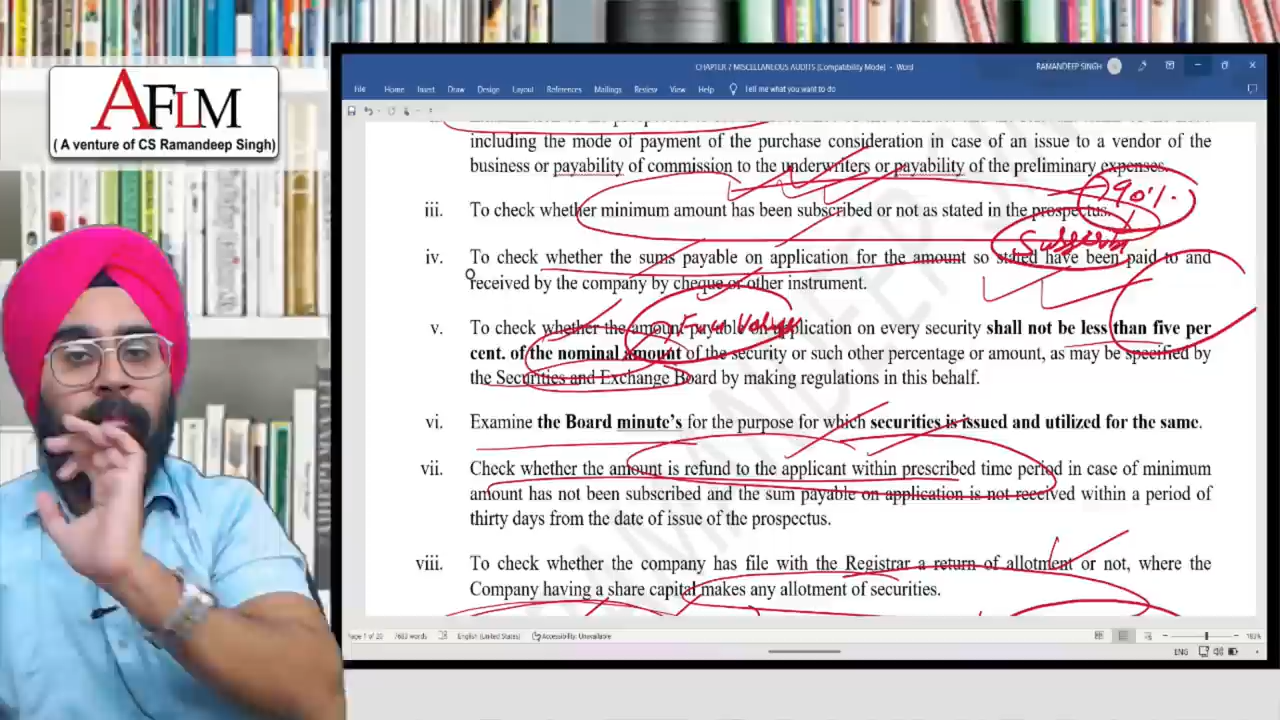 AFLM
( A venture of CS Ramandeep Singh)
CHAPTER 7 MISCELLANEOUS AUDITS [Compatibility Mode] - Word
RAMANDEEP SINGH
File Home Insert Draw Design Layout References Mailings Review View Help Tell me what you want to do
including the mode of payment of the purchase consideration in case of an issue to a vendor of the
business or payability of commission to the underwriters or payability of the preliminary expenses.
90%.
iii. To check whether minimum amount has been subscribed or not as stated in the prospectus.
Subscrib
iv. To check whether the sums payable on application for the amount so stated have been paid to and
received by the company by cheque or other instrument.
Face Value
v. To check whether the amount payable on application on every security shall not be less than five per
cent. of the nominal amount of the security or such other percentage or amount, as may be specified by
the Securities and Exchange Board by making regulations in this behalf.
vi. Examine the Board minute's for the purpose for which securities is issued and utilized for the same.
vii. Check whether the amount is refund to the applicant within prescribed time period in case of minimum
amount has not been subscribed and the sum payable on application is not received within a period of
thirty days from the date of issue of the prospectus.
viii. To check whether the company has file with the Registrar a return of allotment or not, where the
Company having a share capital makes any allotment of securities.
RAMANDEEP SINGH
Page 1 of 20 7603 words English (United States) Accessibility: Unavailable
ENG